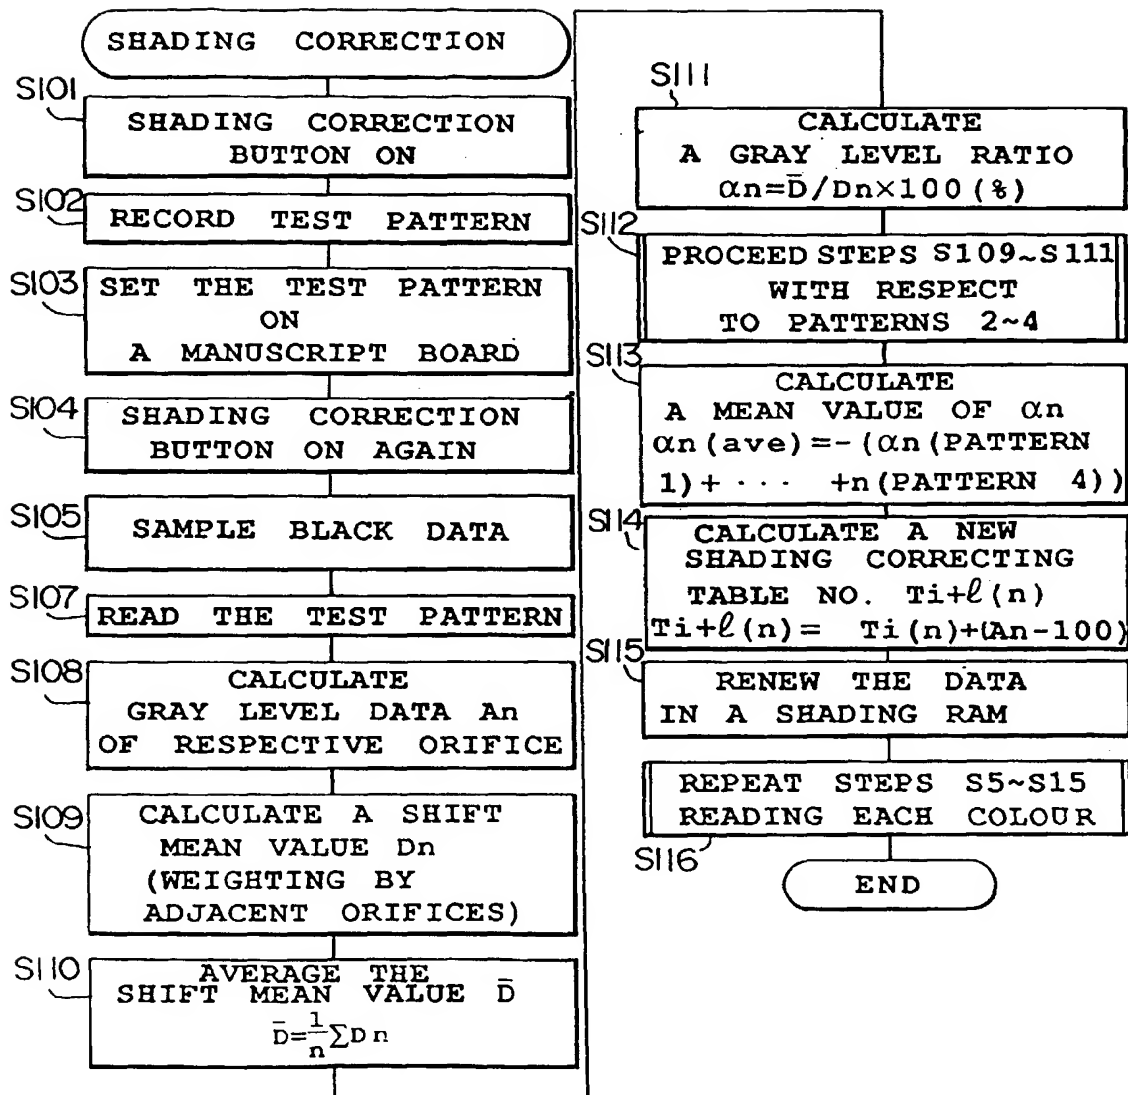 SHADING CORRECTION
S101
SHADING CORRECTION
BUTTON ON
S102
RECORD TEST PATTERN
S103
SET THE TEST PATTERN
ON
A MANUSCRIPT BOARD
S104
SHADING CORRECTION
BUTTON ON AGAIN
S105
SAMPLE BLACK DATA
S107
READ THE TEST PATTERN
S108
CALCULATE
GRAY LEVEL DATA An
OF RESPECTIVE ORIFICE
S109
CALCULATE A SHIFT
MEAN VALUE Dn
(WEIGHTING BY
ADJACENT ORIFICES)
S110
AVERAGE THE
SHIFT MEAN VALUE D̄
D̄=1/n∑Dn
S111
CALCULATE
A GRAY LEVEL RATIO
αn=D̄/Dn×100(%)
S112
PROCEED STEPS S109~S111
WITH RESPECT
TO PATTERNS 2~4
S113
CALCULATE
A MEAN VALUE OF αn
αn(ave)=-(αn(PATTERN
1)+ ··· +n(PATTERN 4))
S114
CALCULATE A NEW
SHADING CORRECTING
TABLE NO. Ti+ℓ(n)
Ti+ℓ(n)= Ti(n)+(An-100)
S115
RENEW THE DATA
IN A SHADING RAM
REPEAT STEPS S5~S15
READING EACH COLOUR
S116
END